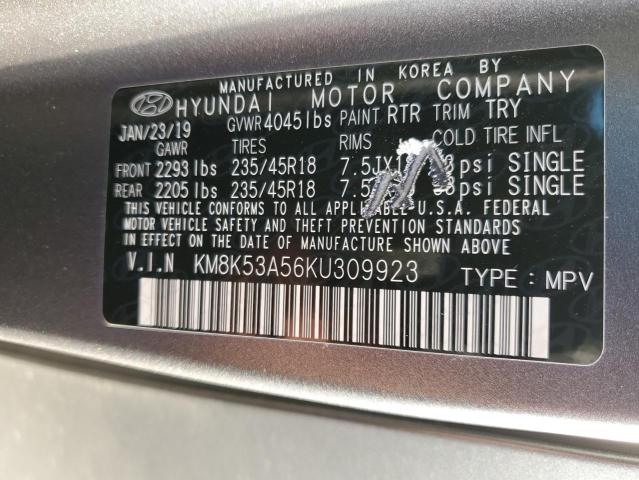 MANUFACTURED IN KOREA BY
HYUNDAI MOTOR COMPANY
JAN/23/19 GVWR 4045lbs PAINT RTR TRIM TRY
GAWR TIRES RIMS COLD TIRE INFL
FRONT 2293 lbs 235/45R18 psi SINGLE
REAR 2205 lbs 235/45R18 psi SINGLE
THIS VEHICLE CONFORMS TO ALL APPLICABLE U.S.A. FEDERAL
MOTOR VEHICLE SAFETY AND THEFT PREVENTION STANDARDS
IN EFFECT ON THE DATE OF MANUFACTURE SHOWN ABOVE.
V.I.N KM8K53A56KU309923 TYPE : MPV